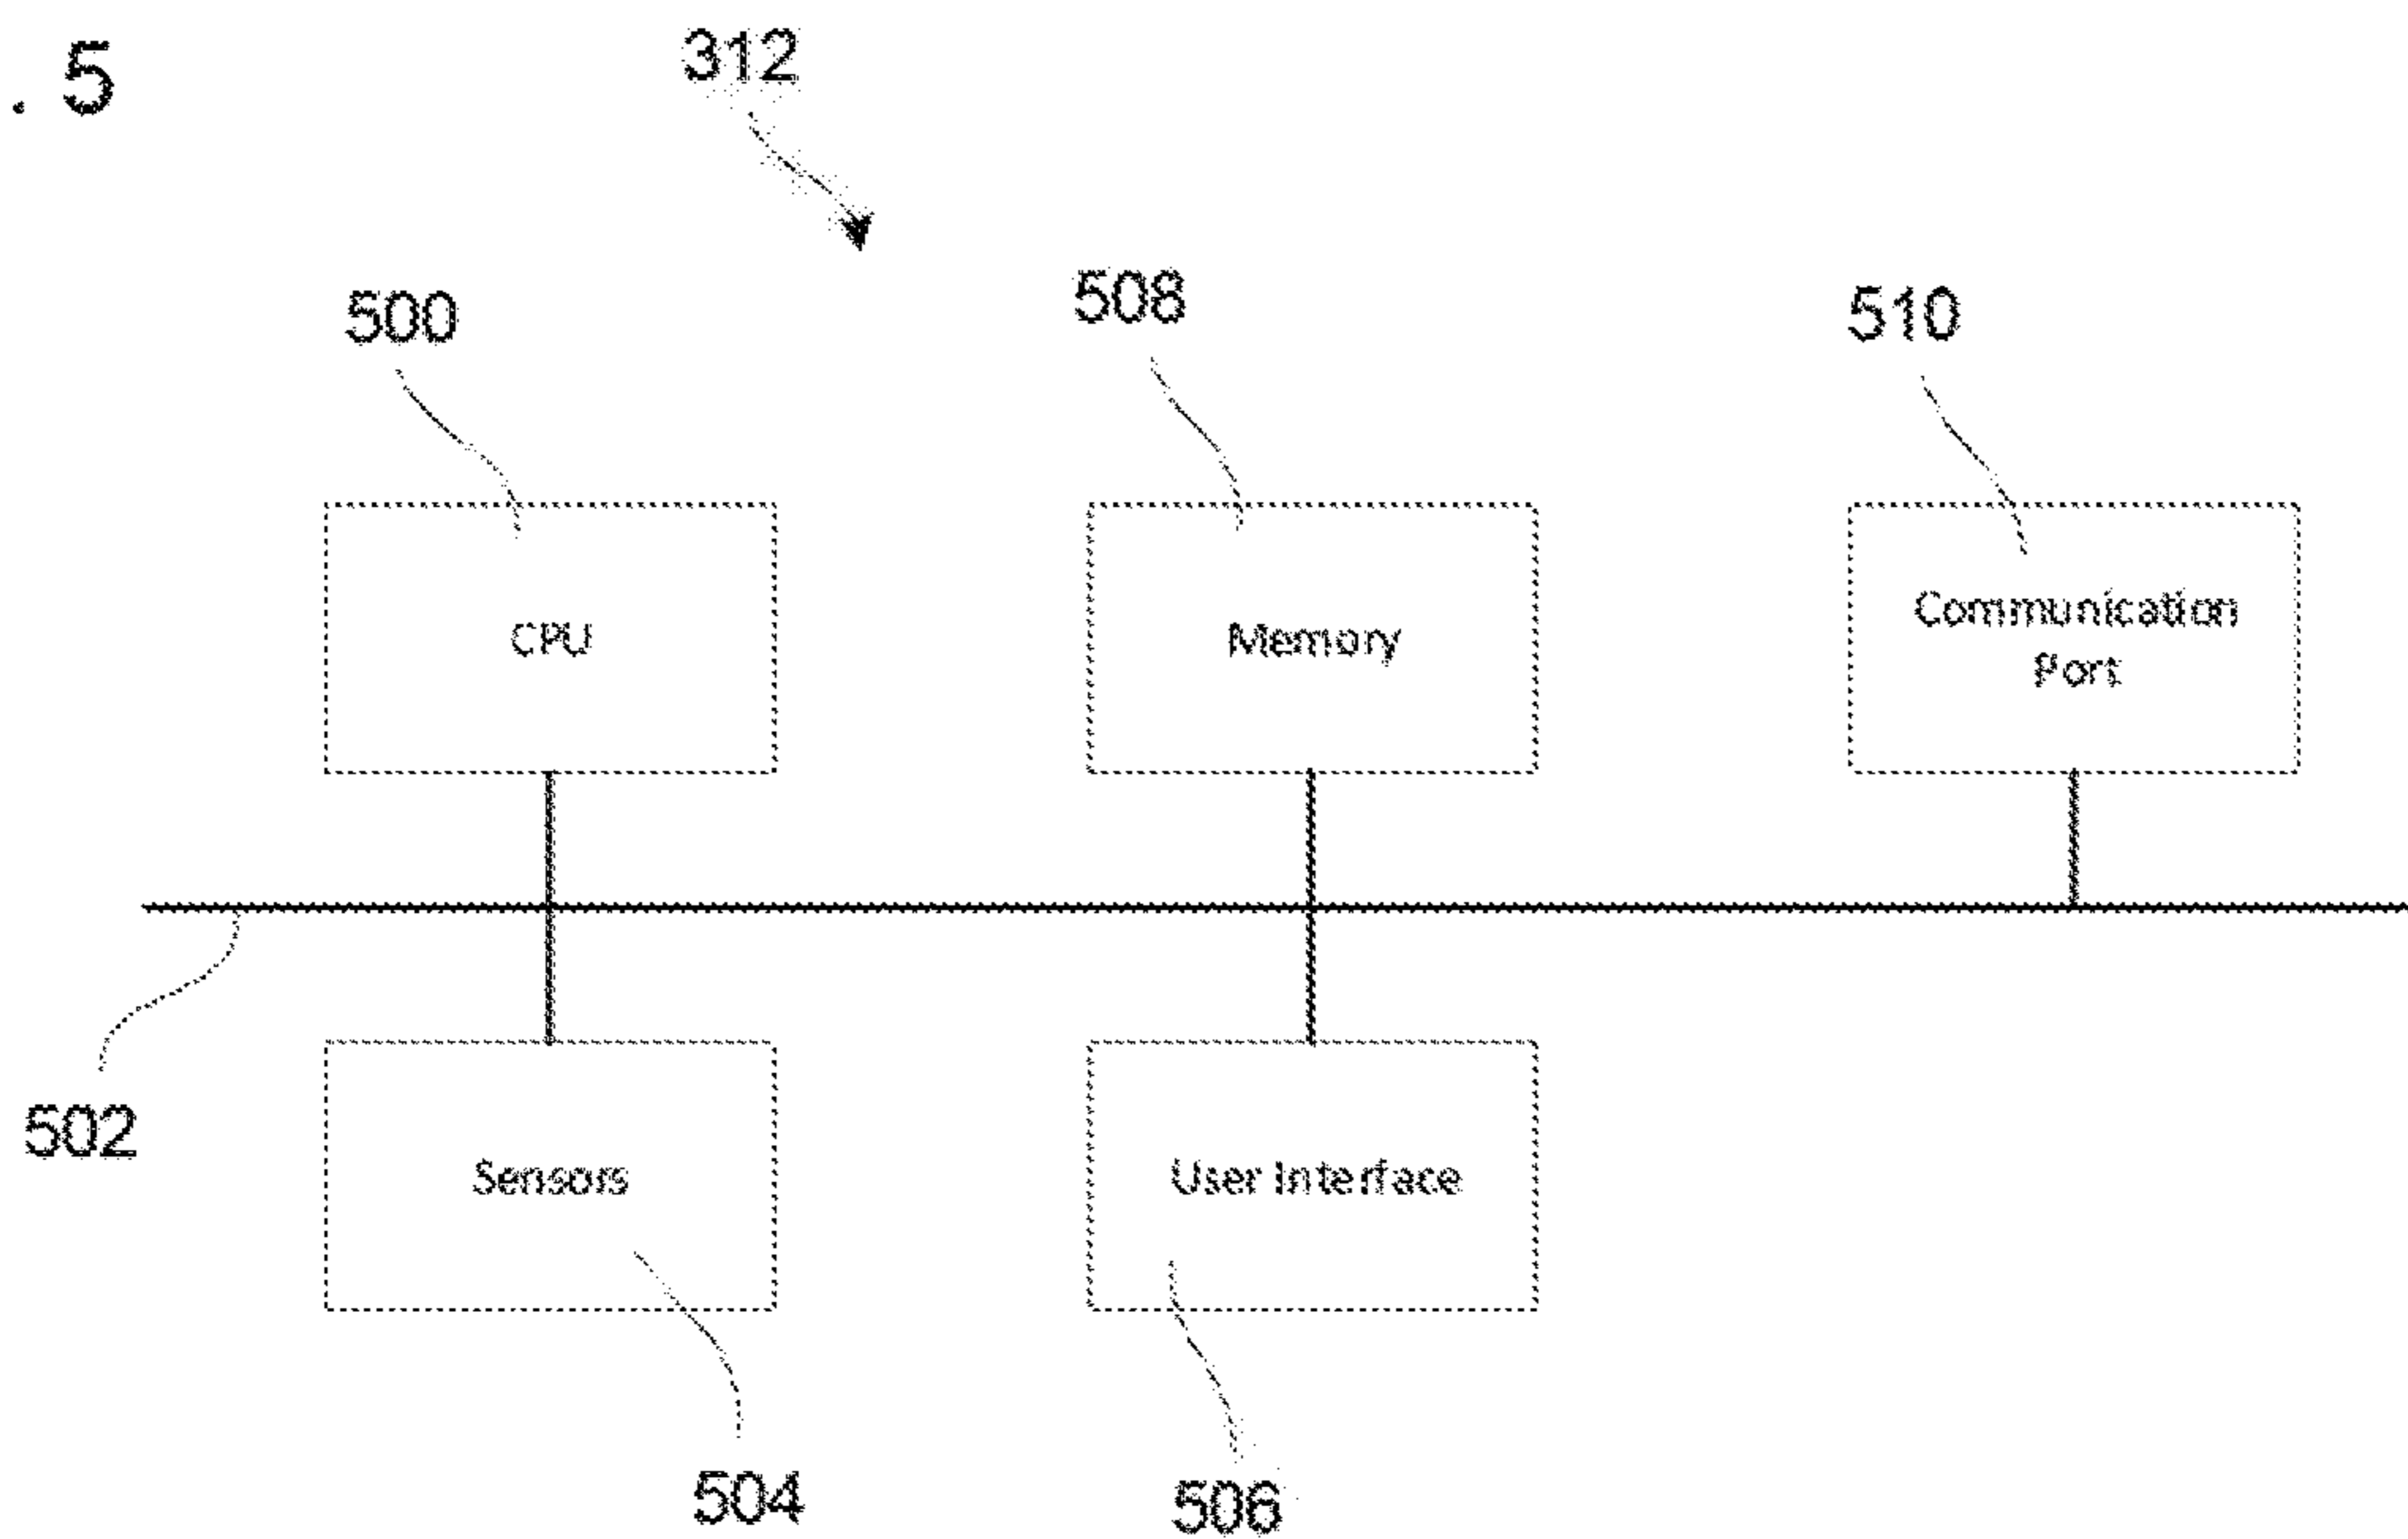 . 5
312
500
508
510
CPU
Memory
Communication
Port
502
Sensors
User Interface
504
506